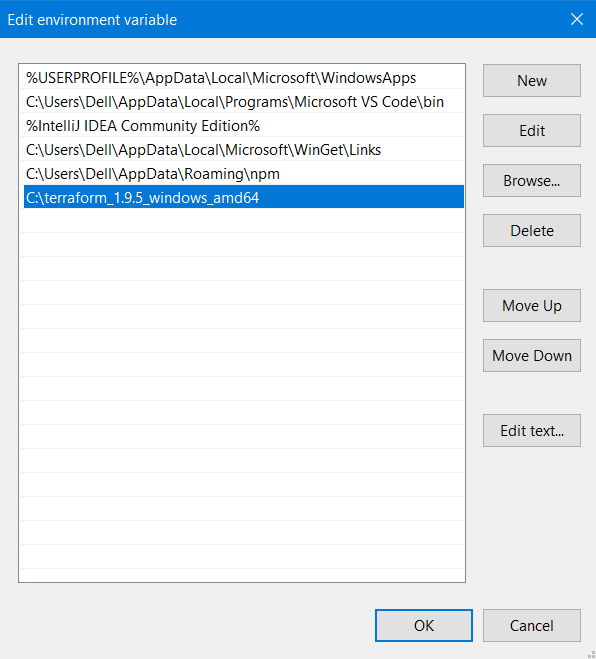 Edit environment variable
%USERPROFILE%\AppData\Local\Microsoft\WindowsApps
C:\Users\Dell\AppData\Local\Programs\Microsoft VS Code\bin
%IntelliJ IDEA Community Edition%
C:\Users\Dell\AppData\Local\Microsoft\WinGet\Links
C:\Users\Dell\AppData\Roaming\npm
C:\terraform_1.9.5_windows_amd64
New
Edit
Browse...
Delete
Move Up
Move Down
Edit text...
OK
Cancel